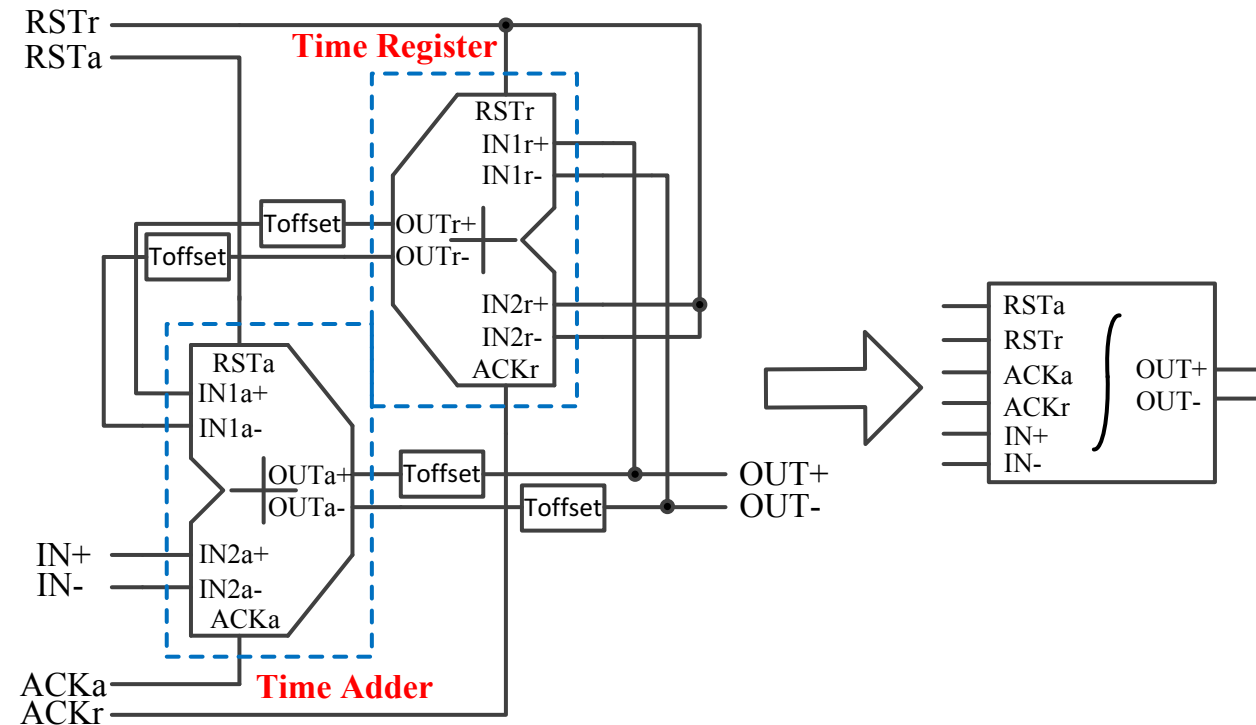 RSTr
RSTa
Time Register
RSTr
IN1r+
IN1r-
OUTr+
OUTr-
IN2r+
IN2r-
ACKr
Toffset
Toffset
RSTa
IN1a+
IN1a-
OUTa+
OUTa-
IN2a+
IN2a-
ACKa
Toffset
Toffset
OUT+
OUT-
IN+
IN-
Time Adder
ACKa
ACKr
RSTa
RSTr
ACKa
ACKr
IN+
IN-
OUT+
OUT-